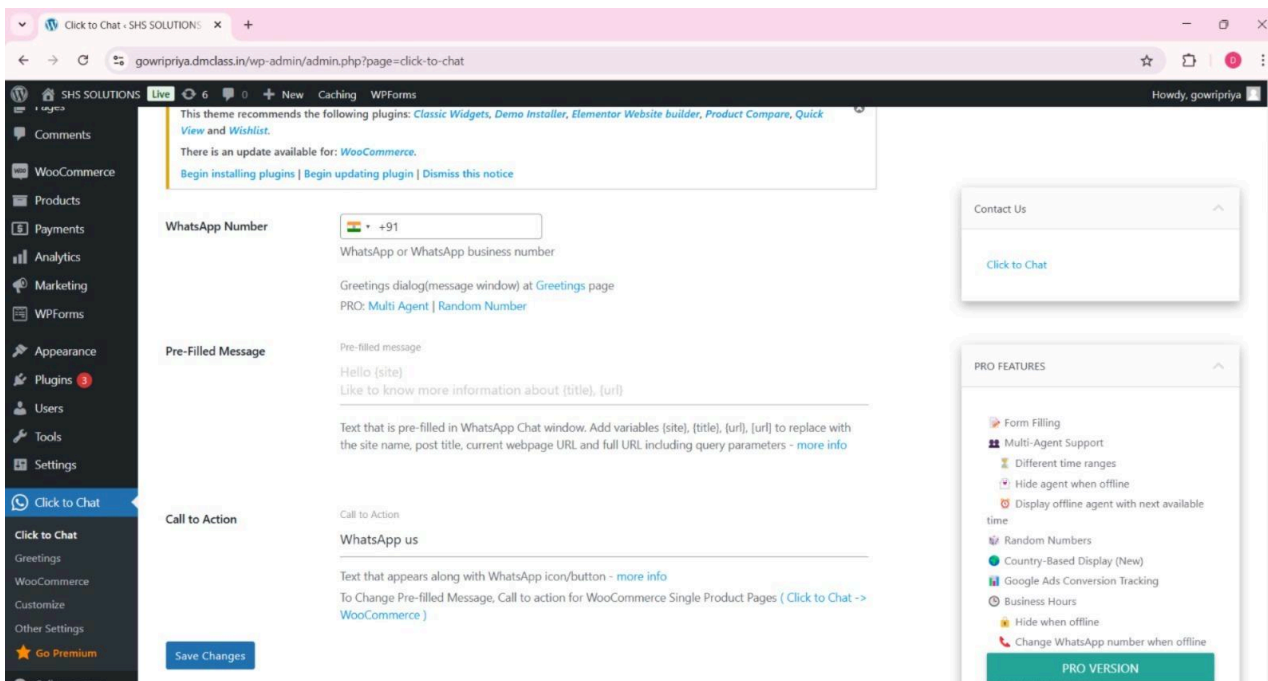 Click to Chat ‹ SHS SOLUTIONS
gowripriya.dmclass.in/wp-admin/admin.php?page=click-to-chat
D
SHS SOLUTIONS Live 6 0 + New Caching WPForms
Howdy, gowripriya
Pages
Comments
WooCommerce
Products
Payments
Analytics
Marketing
WPForms
Appearance
Plugins 3
Users
Tools
Settings
Click to Chat
Click to Chat
Greetings
WooCommerce
Customize
Other Settings
Go Premium
This theme recommends the following plugins: Classic Widgets, Demo Installer, Elementor Website builder, Product Compare, Quick
View and Wishlist.
There is an update available for: WooCommerce.
Begin installing plugins | Begin updating plugin | Dismiss this notice
WhatsApp Number
+91
WhatsApp or WhatsApp business number
Greetings dialog(message window) at Greetings page
PRO: Multi Agent | Random Number
Pre-Filled Message
Pre-filled message
Hello {site}
Like to know more information about {title}, {url}
Text that is pre-filled in WhatsApp Chat window. Add variables {site}, {title}, {url}, [url] to replace with
the site name, post title, current webpage URL and full URL including query parameters - more info
Call to Action
Call to Action
WhatsApp us
Text that appears along with WhatsApp icon/button - more info
To Change Pre-filled Message, Call to action for WooCommerce Single Product Pages ( Click to Chat ->
WooCommerce )
Save Changes
Contact Us
Click to Chat
PRO FEATURES
Form Filling
Multi-Agent Support
Different time ranges
Hide agent when offline
Display offline agent with next available
time
Random Numbers
Country-Based Display (New)
Google Ads Conversion Tracking
Business Hours
Hide when offline
Change WhatsApp number when offline
PRO VERSION